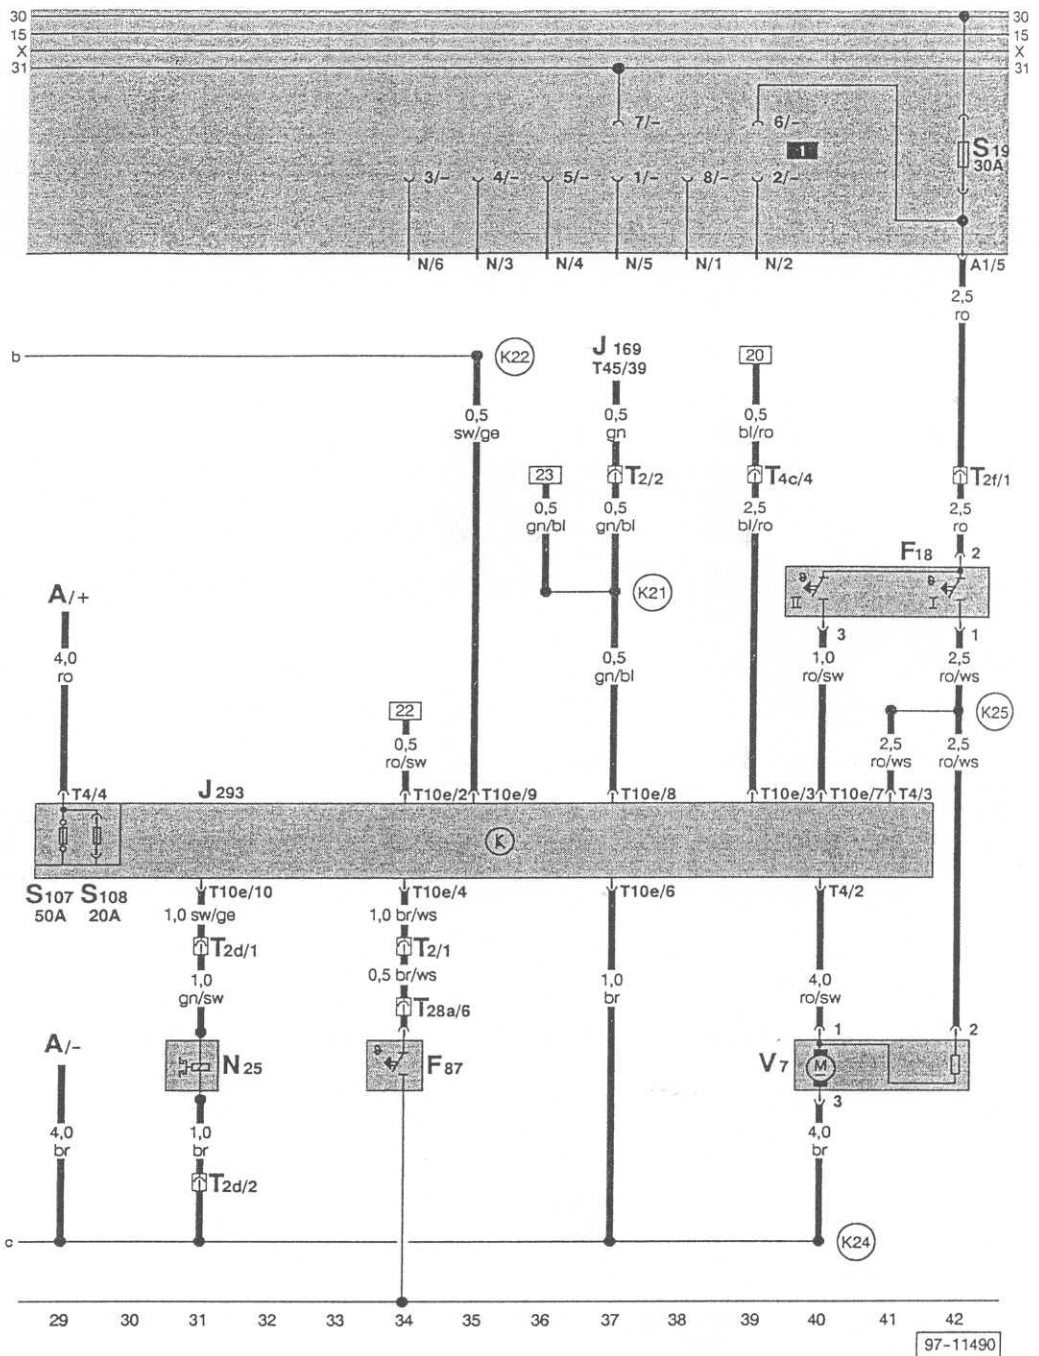 30 30
15 15
X X
31 31
7/- 6/-
1
S19
30A
3/- 4/- 5/- 1/- 8/- 2/-
N/6 N/3 N/4 N/5 N/1 N/2 A1/5
2,5
ro
b
K22
J 169
T45/39
20
0,5
sw/ge
0,5
gn
0,5
bl/ro
23
T2/2
T4c/4
T2f/1
0,5
gn/bl
0,5
gn/bl
2,5
bl/ro
2,5
ro
F18
2
A/+
K21
II
I
3
1
4,0
ro
0,5
gn/bl
1,0
ro/sw
2,5
ro/ws
22
K25
0,5
ro/sw
2,5
ro/ws
2,5
ro/ws
T4/4
J 293
T10e/2 T10e/9 T10e/8 T10e/3 T10e/7 T4/3
K
S107
50A
S108
20A
T10e/10 T10e/4 T10e/6 T4/2
1,0 sw/ge
1,0 br/ws
T2d/1
T2/1
0,5 br/ws
1,0
gn/sw
1,0
br
4,0
ro/sw
T28a/6
A/-
1
2
N 25
F 87
V 7
M
3
4,0
br
1,0
br
4,0
br
T2d/2
c
K24
29 30 31 32 33 34 35 36 37 38 39 40 41 42
97-11490